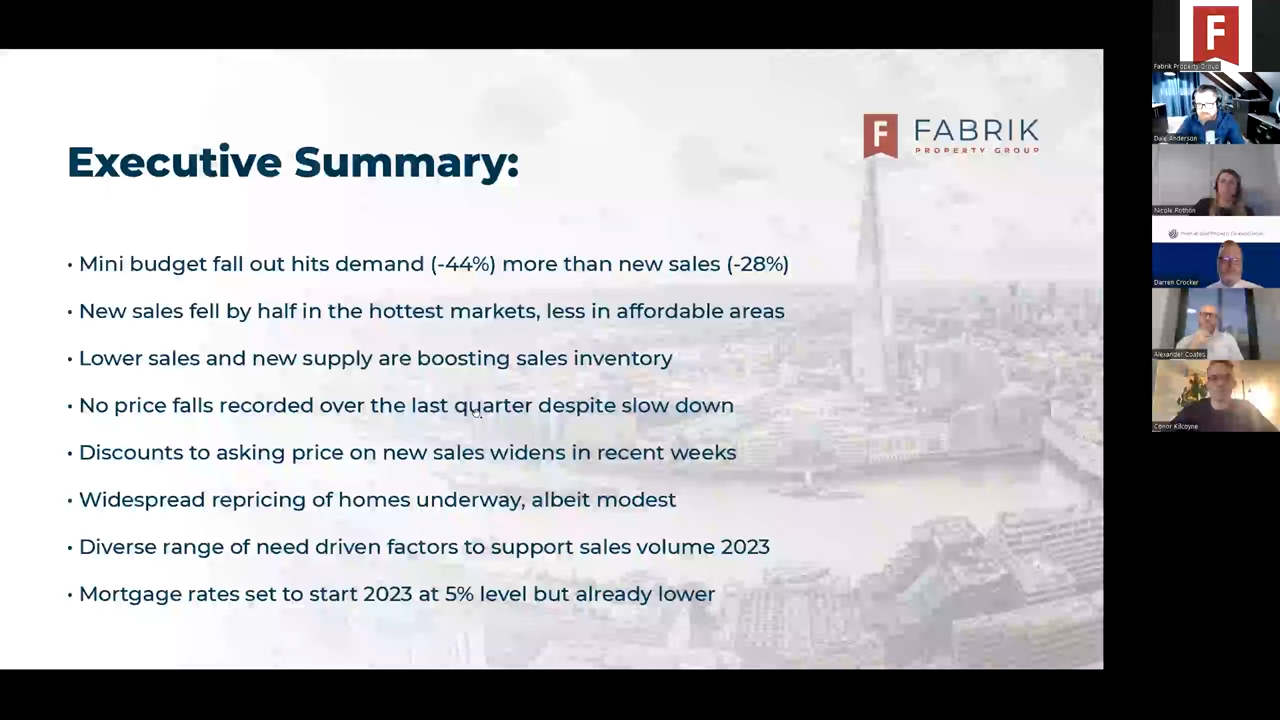 Executive Summary:
FABRIK
PROPERTY GROUP
• Mini budget fall out hits demand (-44%) more than new sales (-28%)
• New sales fell by half in the hottest markets, less in affordable areas
• Lower sales and new supply are boosting sales inventory
• No price falls recorded over the last quarter despite slow down
• Discounts to asking price on new sales widens in recent weeks
• Widespread repricing of homes underway, albeit modest
• Diverse range of need driven factors to support sales volume 2023
• Mortgage rates set to start 2023 at 5% level but already lower
Fabrik Property Group
Dale Anderson
Nicole Rothon
Darren Crocker
Alexander Coates
Conor Kilcoyne